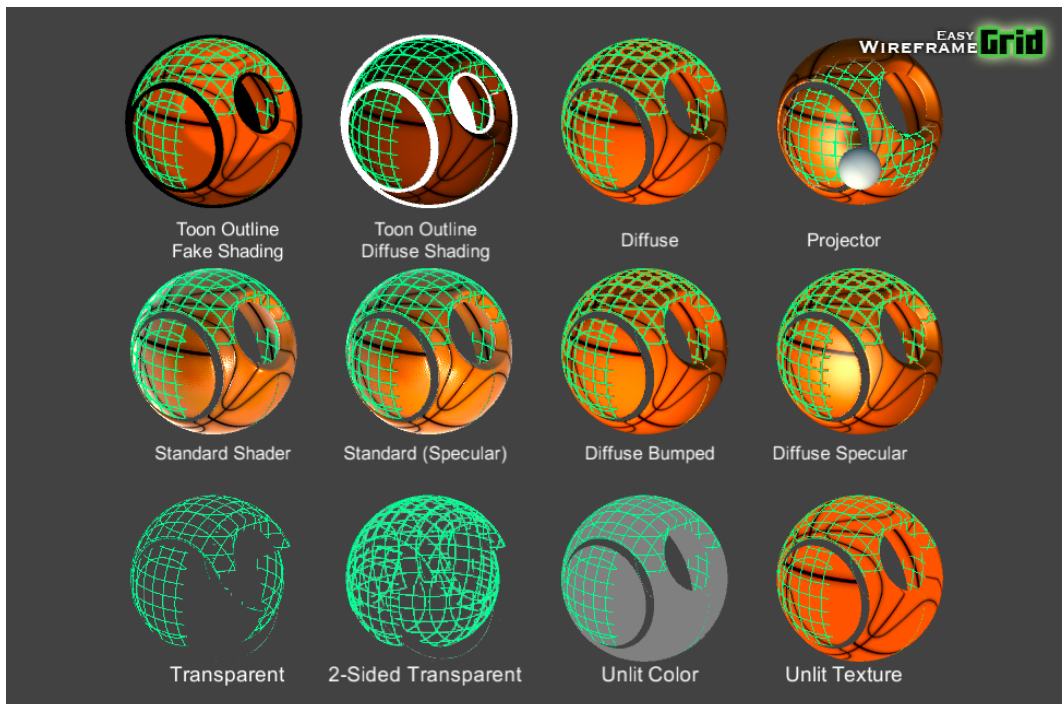 EASY
WIREFRAME Grid
Toon Outline
Fake Shading
Toon Outline
Diffuse Shading
Diffuse
Projector
Standard Shader
Standard (Specular)
Diffuse Bumped
Diffuse Specular
Transparent
2-Sided Transparent
Unlit Color
Unlit Texture